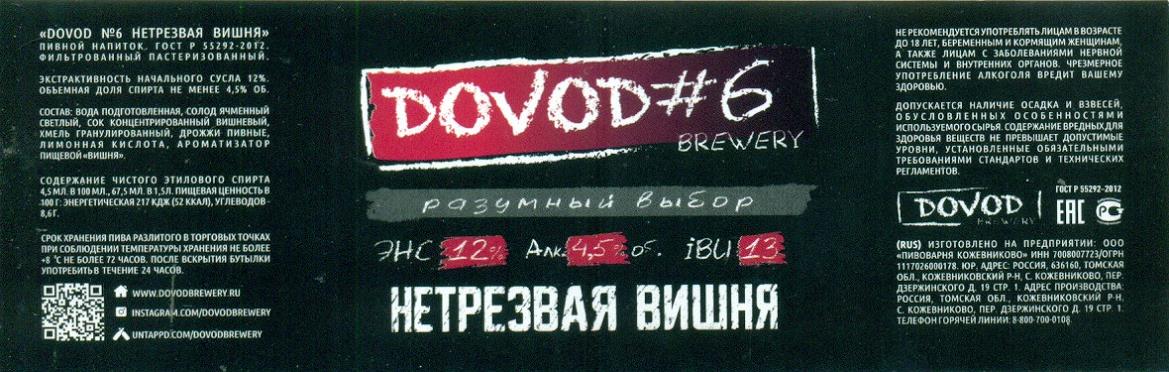 «DOVOD №6 НЕТРЕЗВАЯ ВИШНЯ»
ПИВНОЙ НАПИТОК. ГОСТ Р 55292-2012.
ФИЛЬТРОВАННЫЙ ПАСТЕРИЗОВАННЫЙ.
ЭКСТРАКТИВНОСТЬ НАЧАЛЬНОГО СУСЛА 12%.
ОБЪЕМНАЯ ДОЛЯ СПИРТА НЕ МЕНЕЕ 4,5% ОБ.
СОСТАВ: ВОДА ПОДГОТОВЛЕННАЯ, СОЛОД ЯЧМЕННЫЙ
СВЕТЛЫЙ, СОК КОНЦЕНТРИРОВАННЫЙ ВИШНЕВЫЙ,
ХМЕЛЬ ГРАНУЛИРОВАННЫЙ, ДРОЖЖИ ПИВНЫЕ,
ЛИМОННАЯ КИСЛОТА, АРОМАТИЗАТОР
ПИЩЕВОЙ «ВИШНЯ».
СОДЕРЖАНИЕ ЧИСТОГО ЭТИЛОВОГО СПИРТА
4,5 МЛ. В 100 МЛ., 67,5 МЛ. В 1,5Л. ПИЩЕВАЯ ЦЕННОСТЬ В
100 Г: ЭНЕРГЕТИЧЕСКАЯ 217 КДЖ (52 ККАЛ), УГЛЕВОДОВ -
8,6 Г.
СРОК ХРАНЕНИЯ ПИВА РАЗЛИТОГО В ТОРГОВЫХ ТОЧКАХ
ПРИ СОБЛЮДЕНИИ ТЕМПЕРАТУРЫ ХРАНЕНИЯ НЕ БОЛЕЕ
+8 °С НЕ БОЛЕЕ 72 ЧАСОВ. ПОСЛЕ ВСКРЫТИЯ БУТЫЛКИ
УПОТРЕБИТЬ В ТЕЧЕНИЕ 24 ЧАСОВ.
WWW.DOVODBREWERY.RU
INSTAGRAM.COM/DOVODBREWERY
UNTAPPD.COM/DOVODBREWERY
DOVOD#6
BREWERY
разумный выбор
ЭНС 12% Алк. 4,5% об. iBU 13
НЕТРЕЗВАЯ ВИШНЯ
НЕ РЕКОМЕНДУЕТСЯ УПОТРЕБЛЯТЬ ЛИЦАМ В ВОЗРАСТЕ
ДО 18 ЛЕТ, БЕРЕМЕННЫМ И КОРМЯЩИМ ЖЕНЩИНАМ,
А ТАКЖЕ ЛИЦАМ С ЗАБОЛЕВАНИЯМИ НЕРВНОЙ
СИСТЕМЫ И ВНУТРЕННИХ ОРГАНОВ. ЧРЕЗМЕРНОЕ
УПОТРЕБЛЕНИЕ АЛКОГОЛЯ ВРЕДИТ ВАШЕМУ
ЗДОРОВЬЮ.
ДОПУСКАЕТСЯ НАЛИЧИЕ ОСАДКА И ВЗВЕСЕЙ,
ОБУСЛОВЛЕННЫХ ОСОБЕННОСТЯМИ
ИСПОЛЬЗУЕМОГО СЫРЬЯ. СОДЕРЖАНИЕ ВРЕДНЫХ ДЛЯ
ЗДОРОВЬЯ ВЕЩЕСТВ НЕ ПРЕВЫШАЕТ ДОПУСТИМЫЕ
УРОВНИ, УСТАНОВЛЕННЫЕ ОБЯЗАТЕЛЬНЫМИ
ТРЕБОВАНИЯМИ СТАНДАРТОВ И ТЕХНИЧЕСКИХ
РЕГЛАМЕНТОВ.
ГОСТ Р 55292-2012
DOVOD
BREWERY
EAC
(RUS) ИЗГОТОВЛЕНО НА ПРЕДПРИЯТИИ: ООО
«ПИВОВАРНЯ КОЖЕВНИКОВО» ИНН 7008007723/ОГРН
1117026000178. ЮР. АДРЕС: РОССИЯ, 636160, ТОМСКАЯ
ОБЛ., КОЖЕВНИКОВСКИЙ Р-Н, С. КОЖЕВНИКОВО, ПЕР.
ДЗЕРЖИНСКОГО Д. 19 СТР. 1. АДРЕС ПРОИЗВОДСТВА:
РОССИЯ, ТОМСКАЯ ОБЛ., КОЖЕВНИКОВСКИЙ Р-Н,
С. КОЖЕВНИКОВО, ПЕР. ДЗЕРЖИНСКОГО Д. 19 СТР. 1.
ТЕЛЕФОН ГОРЯЧЕЙ ЛИНИИ: 8-800-700-0108.